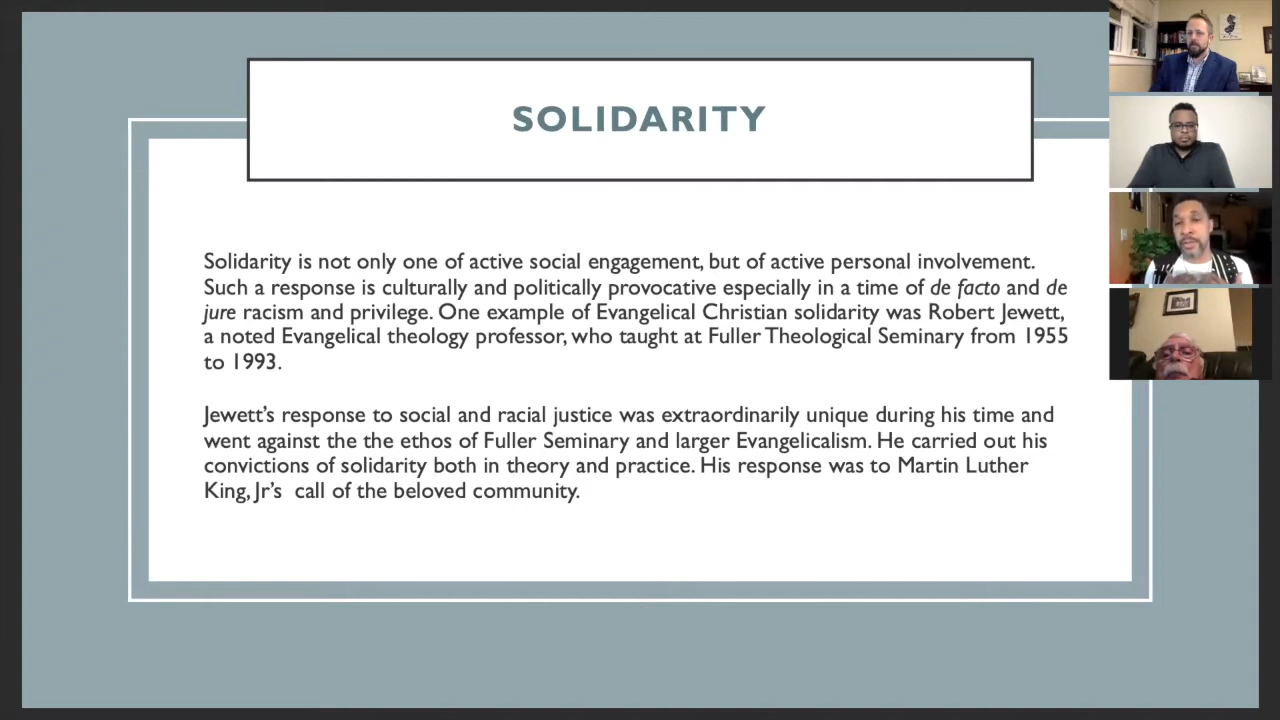 SOLIDARITY
Solidarity is not only one of active social engagement, but of active personal involvement.
Such a response is culturally and politically provocative especially in a time of de facto and de
jure racism and privilege. One example of Evangelical Christian solidarity was Robert Jewett,
a noted Evangelical theology professor, who taught at Fuller Theological Seminary from 1955
to 1993.
Jewett's response to social and racial justice was extraordinarily unique during his time and
went against the the ethos of Fuller Seminary and larger Evangelicalism. He carried out his
convictions of solidarity both in theory and practice. His response was to Martin Luther
King, Jr's  call of the beloved community.